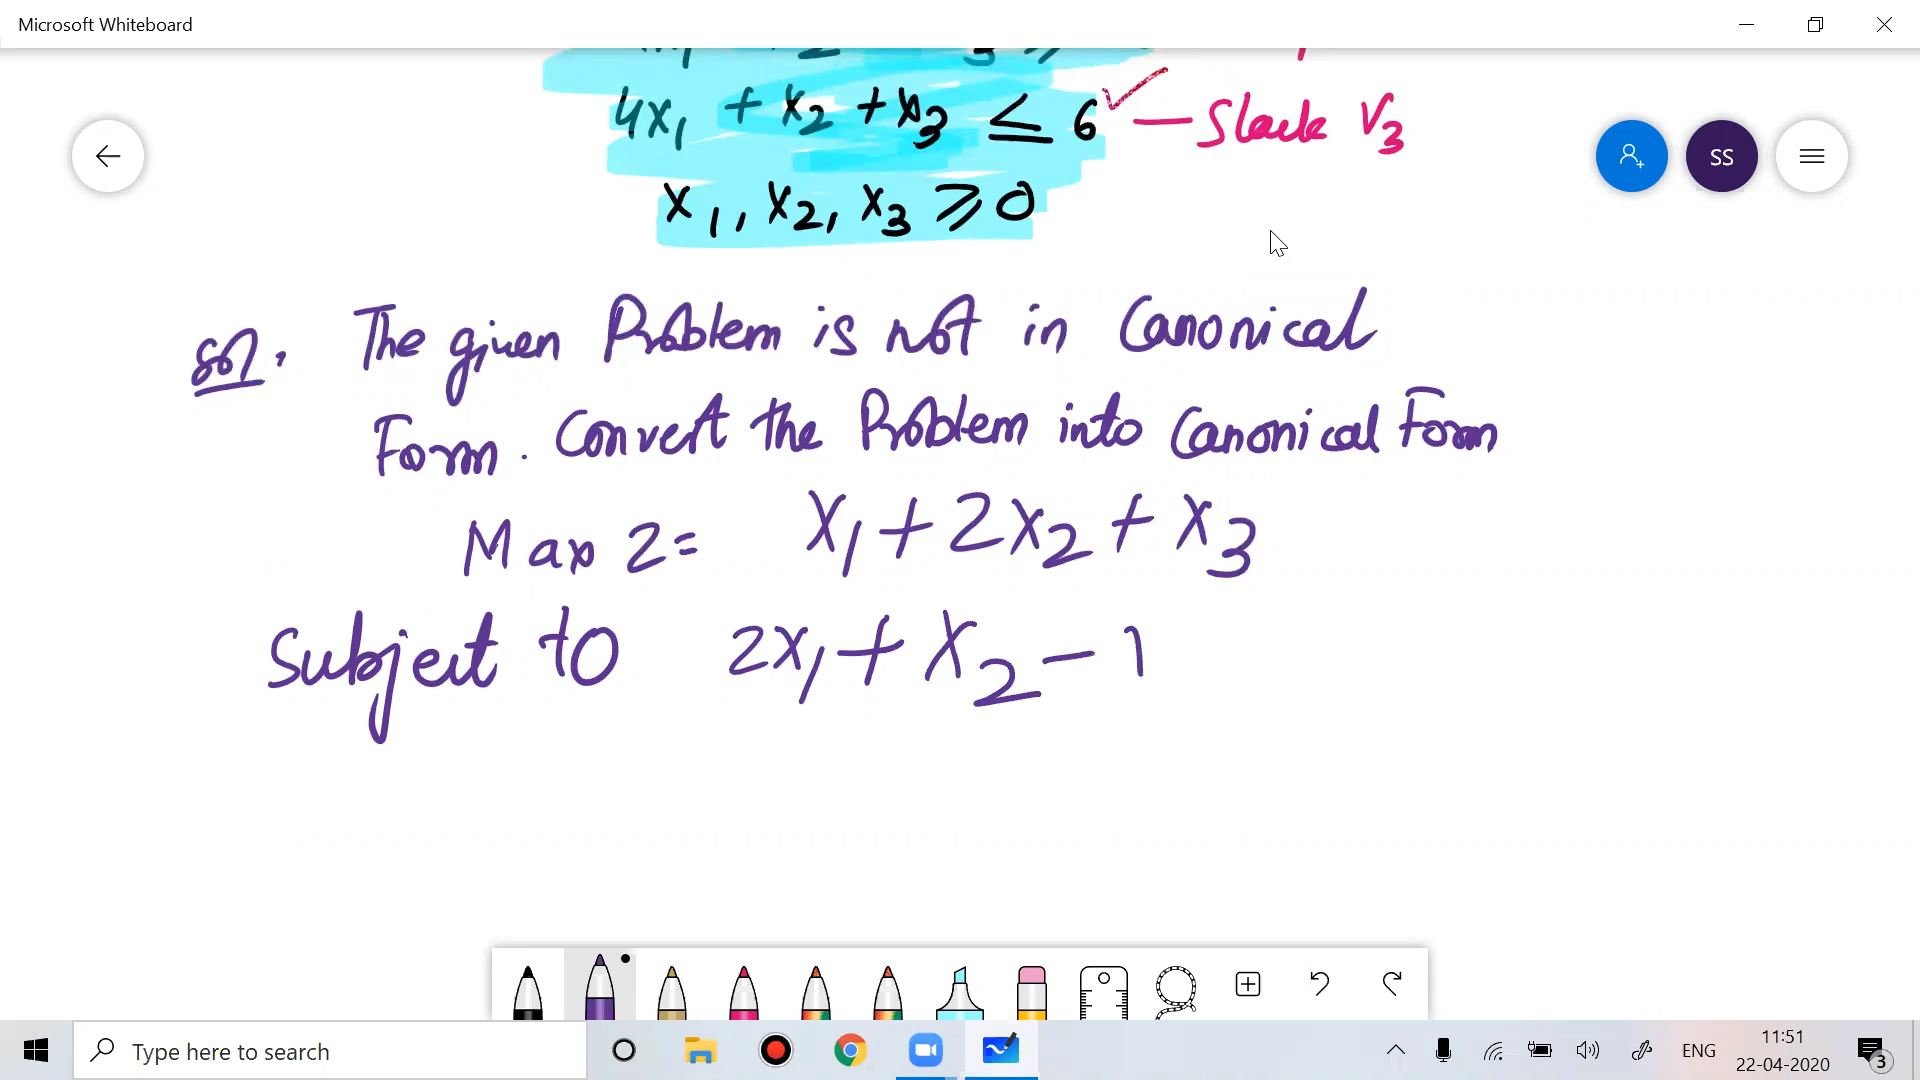 Microsoft Whiteboard
4x1 + x2 + x3 ≤ 6 ✓ — Slack V3
x1, x2, x3 ≥ 0
SS
Sol. The given Problem is not in Canonical
Form. Convert the Problem into Canonical Form
Max Z = x1 + 2x2 + x3
Subject to 2x1 + x2 - 1
Type here to search
ENG
11:51
22-04-2020
3